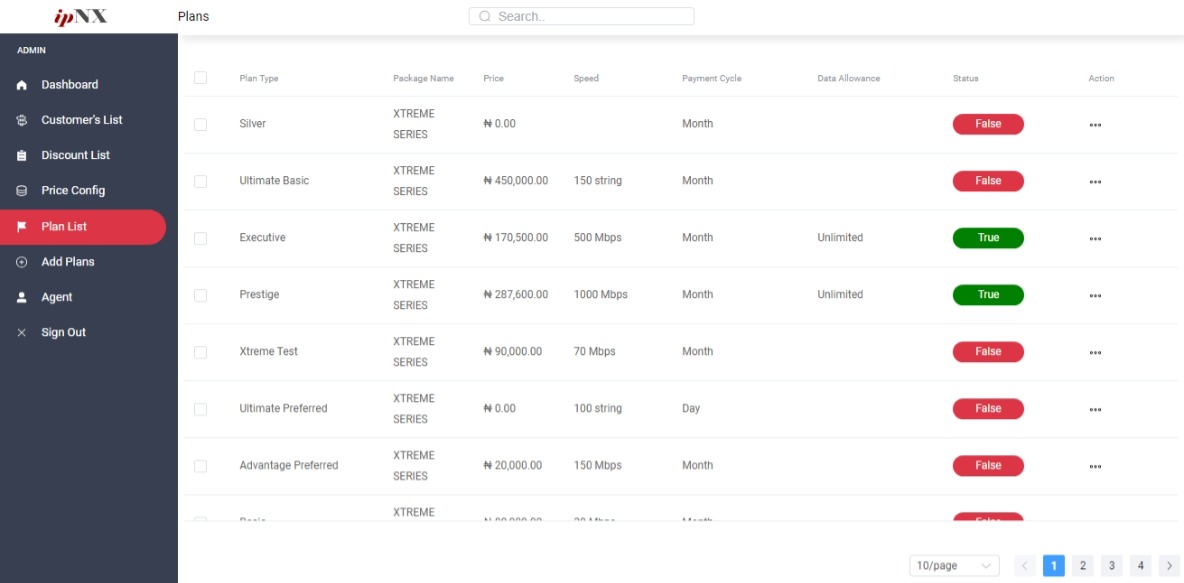 ipNX
Plans
Search..
ADMIN
Dashboard
Customer's List
Discount List
Price Config
Plan List
Add Plans
Agent
Sign Out
Plan Type Package Name Price Speed Payment Cycle Data Allowance Status Action
Silver XTREME SERIES ₦ 0.00 Month False
Ultimate Basic XTREME SERIES ₦ 450,000.00 150 string Month False
Executive XTREME SERIES ₦ 170,500.00 500 Mbps Month Unlimited True
Prestige XTREME SERIES ₦ 287,600.00 1000 Mbps Month Unlimited True
Xtreme Test XTREME SERIES ₦ 90,000.00 70 Mbps Month False
Ultimate Preferred XTREME SERIES ₦ 0.00 100 string Day False
Advantage Preferred XTREME SERIES ₦ 20,000.00 150 Mbps Month False
XTREME Month False
10/page 1 2 3 4